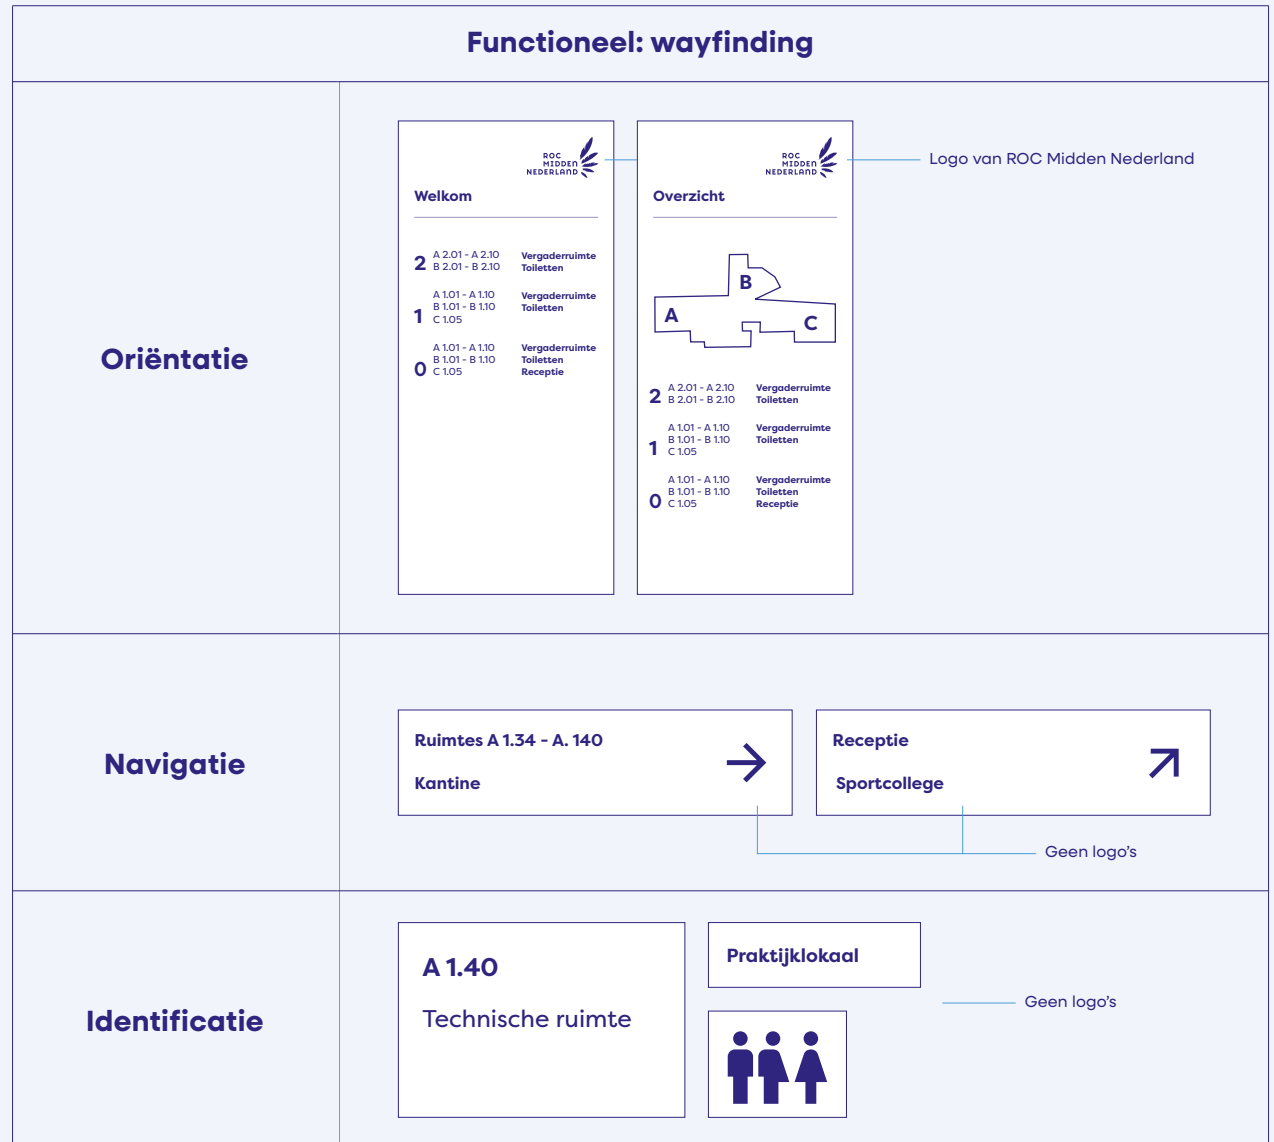 Functioneel: wayfinding
Oriëntatie
ROC
MIDDEN
NEDERLAND
Welkom
2
A 2.01 - A 2.10
B 2.01 - B 2.10
Vergaderruimte
Toiletten
1
A 1.01 - A 1.10
B 1.01 - B 1.10
C 1.05
Vergaderruimte
Toiletten
0
A 1.01 - A 1.10
B 1.01 - B 1.10
C 1.05
Vergaderruimte
Toiletten
Receptie
ROC
MIDDEN
NEDERLAND
Overzicht
B
A
C
2
A 2.01 - A 2.10
B 2.01 - B 2.10
Vergaderruimte
Toiletten
1
A 1.01 - A 1.10
B 1.01 - B 1.10
C 1.05
Vergaderruimte
Toiletten
0
A 1.01 - A 1.10
B 1.01 - B 1.10
C 1.05
Vergaderruimte
Toiletten
Receptie
Logo van ROC Midden Nederland
Navigatie
Ruimtes A 1.34 - A. 140
Kantine
Receptie
Sportcollege
Geen logo’s
Identificatie
A 1.40
Technische ruimte
Praktijklokaal
Geen logo’s